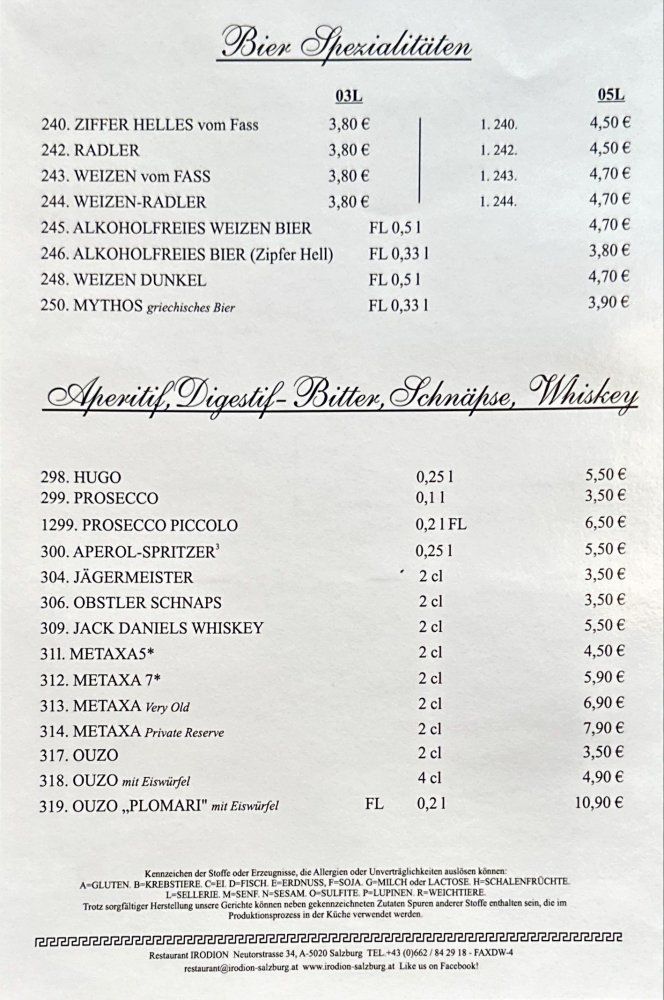 Bier Spezialitäten
03L 05L
240. ZIFFER HELLES vom Fass 3,80 € 1. 240. 4,50 €
242. RADLER 3,80 € 1. 242. 4,50 €
243. WEIZEN vom FASS 3,80 € 1. 243. 4,70 €
244. WEIZEN-RADLER 3,80 € 1. 244. 4,70 €
245. ALKOHOLFREIES WEIZEN BIER FL 0,5 l 4,70 €
246. ALKOHOLFREIES BIER (Zipfer Hell) FL 0,33 l 3,80 €
248. WEIZEN DUNKEL FL 0,5 l 4,70 €
250. MYTHOS griechisches Bier FL 0,33 l 3,90 €
Aperitif, Digestif- Bitter, Schnäpse, Whiskey
298. HUGO 0,25 l 5,50 €
299. PROSECCO 0,1 l 3,50 €
1299. PROSECCO PICCOLO 0,2 l FL 6,50 €
300. APEROL-SPRITZER³ 0,25 l 5,50 €
304. JÄGERMEISTER 2 cl 3,50 €
306. OBSTLER SCHNAPS 2 cl 3,50 €
309. JACK DANIELS WHISKEY 2 cl 5,50 €
311. METAXA5* 2 cl 4,50 €
312. METAXA 7* 2 cl 5,90 €
313. METAXA Very Old 2 cl 6,90 €
314. METAXA Private Reserve 2 cl 7,90 €
317. OUZO 2 cl 3,50 €
318. OUZO mit Eiswürfel 4 cl 4,90 €
319. OUZO „PLOMARI" mit Eiswürfel FL 0,2 l 10,90 €
Kennzeichen der Stoffe oder Erzeugnisse, die Allergien oder Unverträglichkeiten auslösen können:
A=GLUTEN. B=KREBSTIERE. C=EI. D=FISCH. E=ERDNUSS, F=SOJA. G=MILCH oder LACTOSE. H=SCHALENFRÜCHTE.
L=SELLERIE. M=SENF. N=SESAM. O=SULFITE. P=LUPINEN. R=WEICHTIERE.
Trotz sorgfältiger Herstellung unsere Gerichte können neben gekennzeichneten Zutaten Spuren anderer Stoffe enthalten sein, die im
Produktionsprozess in der Küche verwendet werden.
Restaurant IRODION Neutorstrasse 34, A-5020 Salzburg TEL.+43 (0)662 / 84 29 18 - FAXDW-4
restaurant@irodion-salzburg.at www.irodion-salzburg.at Like us on Facebook!